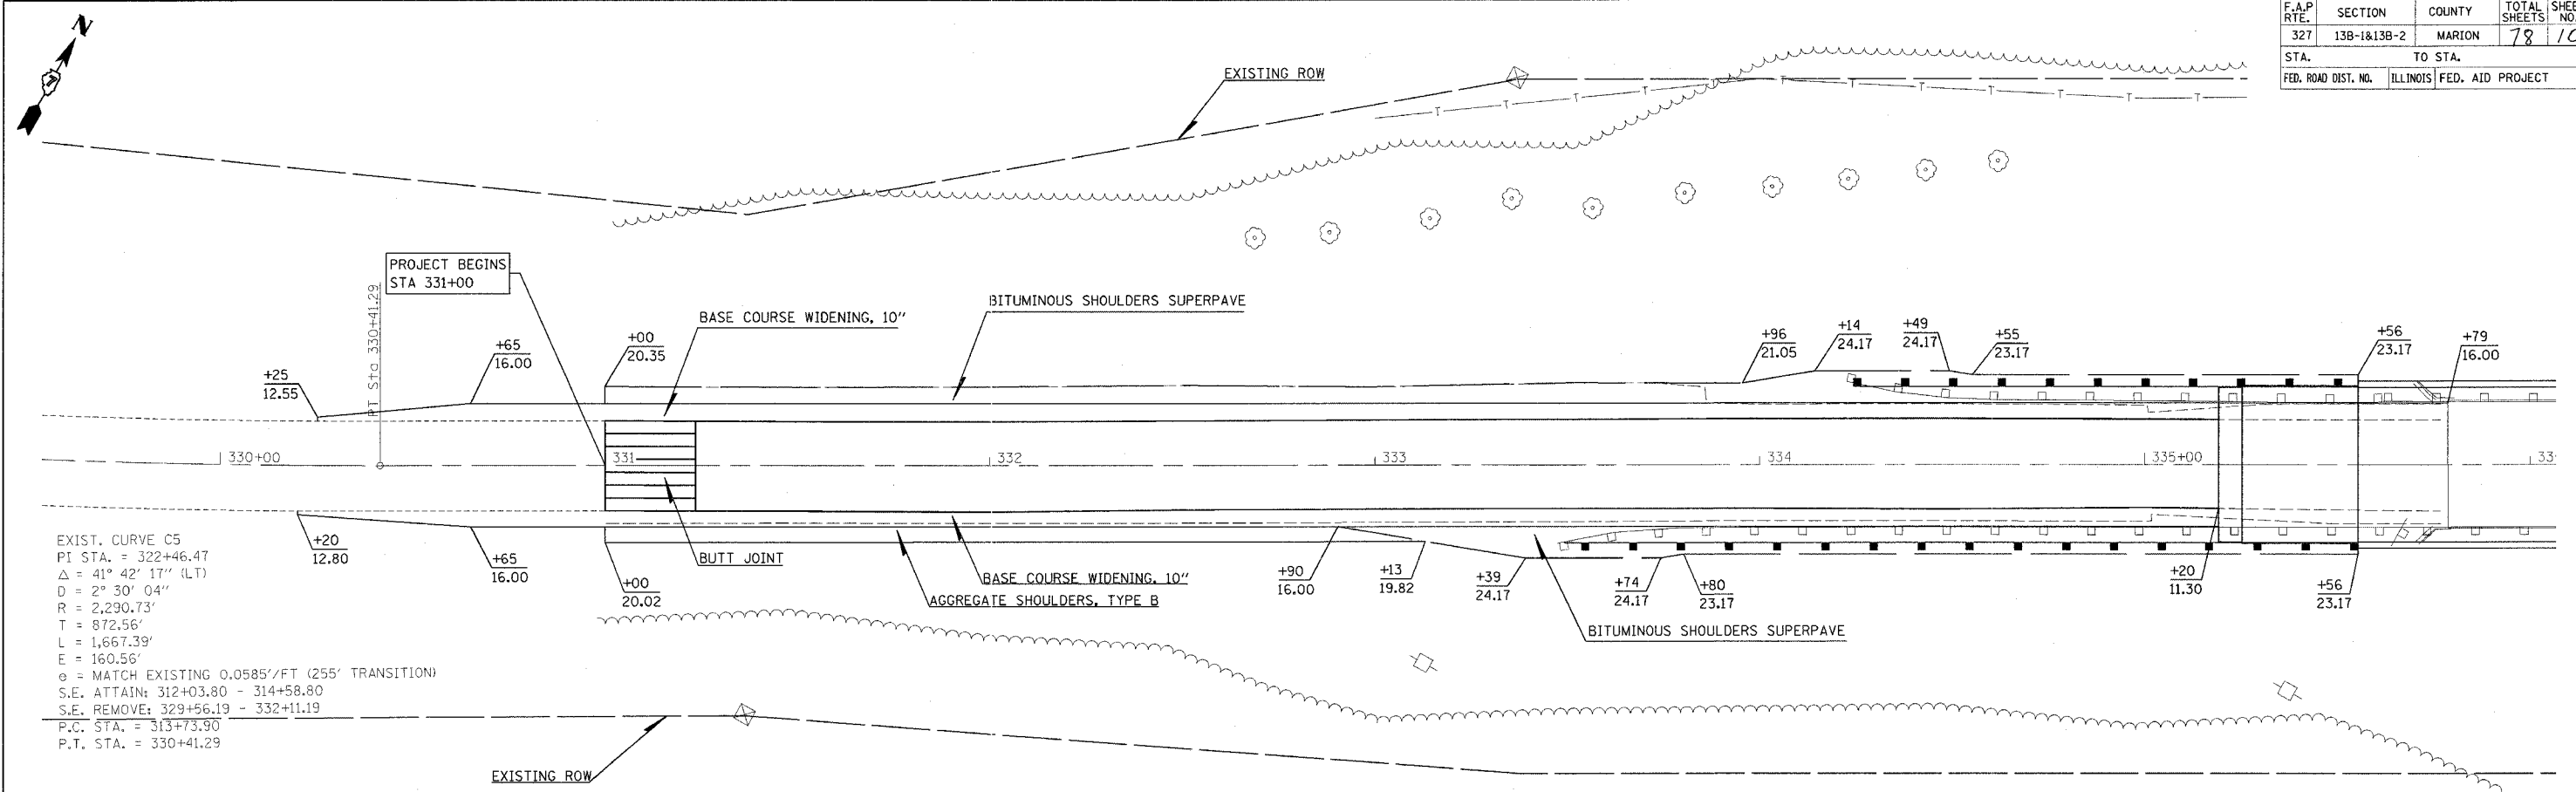 F.A.P RTE. SECTION COUNTY TOTAL SHEETS
327 13B-1&13B-2 MARION 78
STA. TO STA.
FED. ROAD DIST. NO. ILLINOIS FED. AID PROJECT
N
7
EXISTING ROW
PROJECT BEGINS
STA 331+00
PT Sta 330+41.29
BASE COURSE WIDENING, 10"
BITUMINOUS SHOULDERS SUPERPAVE
+25
12.55
+65
16.00
+00
20.35
+96
21.05
+14
24.17
+49
24.17
+55
23.17
+56
23.17
+79
16.00
330+00
331
332
333
334
335+00
+20
12.80
+65
16.00
+00
20.02
BUTT JOINT
BASE COURSE WIDENING, 10"
AGGREGATE SHOULDERS, TYPE B
+90
16.00
+13
19.82
+39
24.17
+74
24.17
+80
23.17
+20
11.30
+56
23.17
BITUMINOUS SHOULDERS SUPERPAVE
EXIST. CURVE C5
PI STA. = 322+46.47
Δ = 41° 42' 17" (LT)
D = 2° 30' 04"
R = 2,290.73'
T = 872.56'
L = 1,667.39'
E = 160.56'
e = MATCH EXISTING 0.0585'/FT (255' TRANSITION)
S.E. ATTAIN: 312+03.80 - 314+58.80
S.E. REMOVE: 329+56.19 - 332+11.19
P.C. STA. = 313+73.90
P.T. STA. = 330+41.29
EXISTING ROW